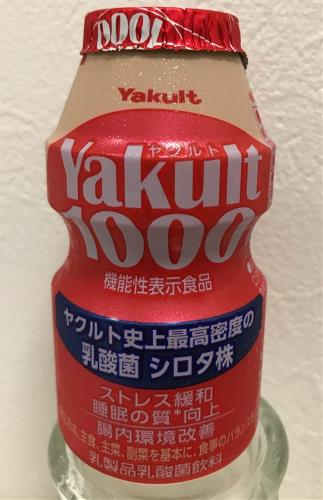 1000
Yakult
ヤクルト
Yakult
1000
機能性表示食品
ヤクルト史上最高密度の
乳酸菌 シロタ株
ストレス緩和
睡眠の質*向上
腸内環境改善
主食、主菜、副菜を基本に、食事のバランスを
乳製品乳酸菌飲料